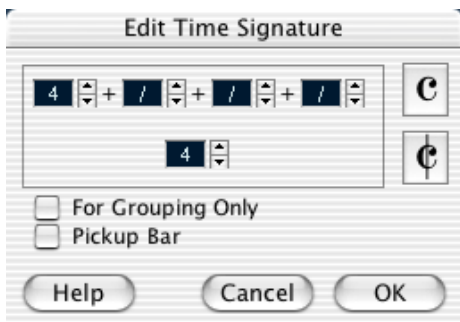 Edit Time Signature
4 + / + / + /
4
For Grouping Only
Pickup Bar
Help Cancel OK